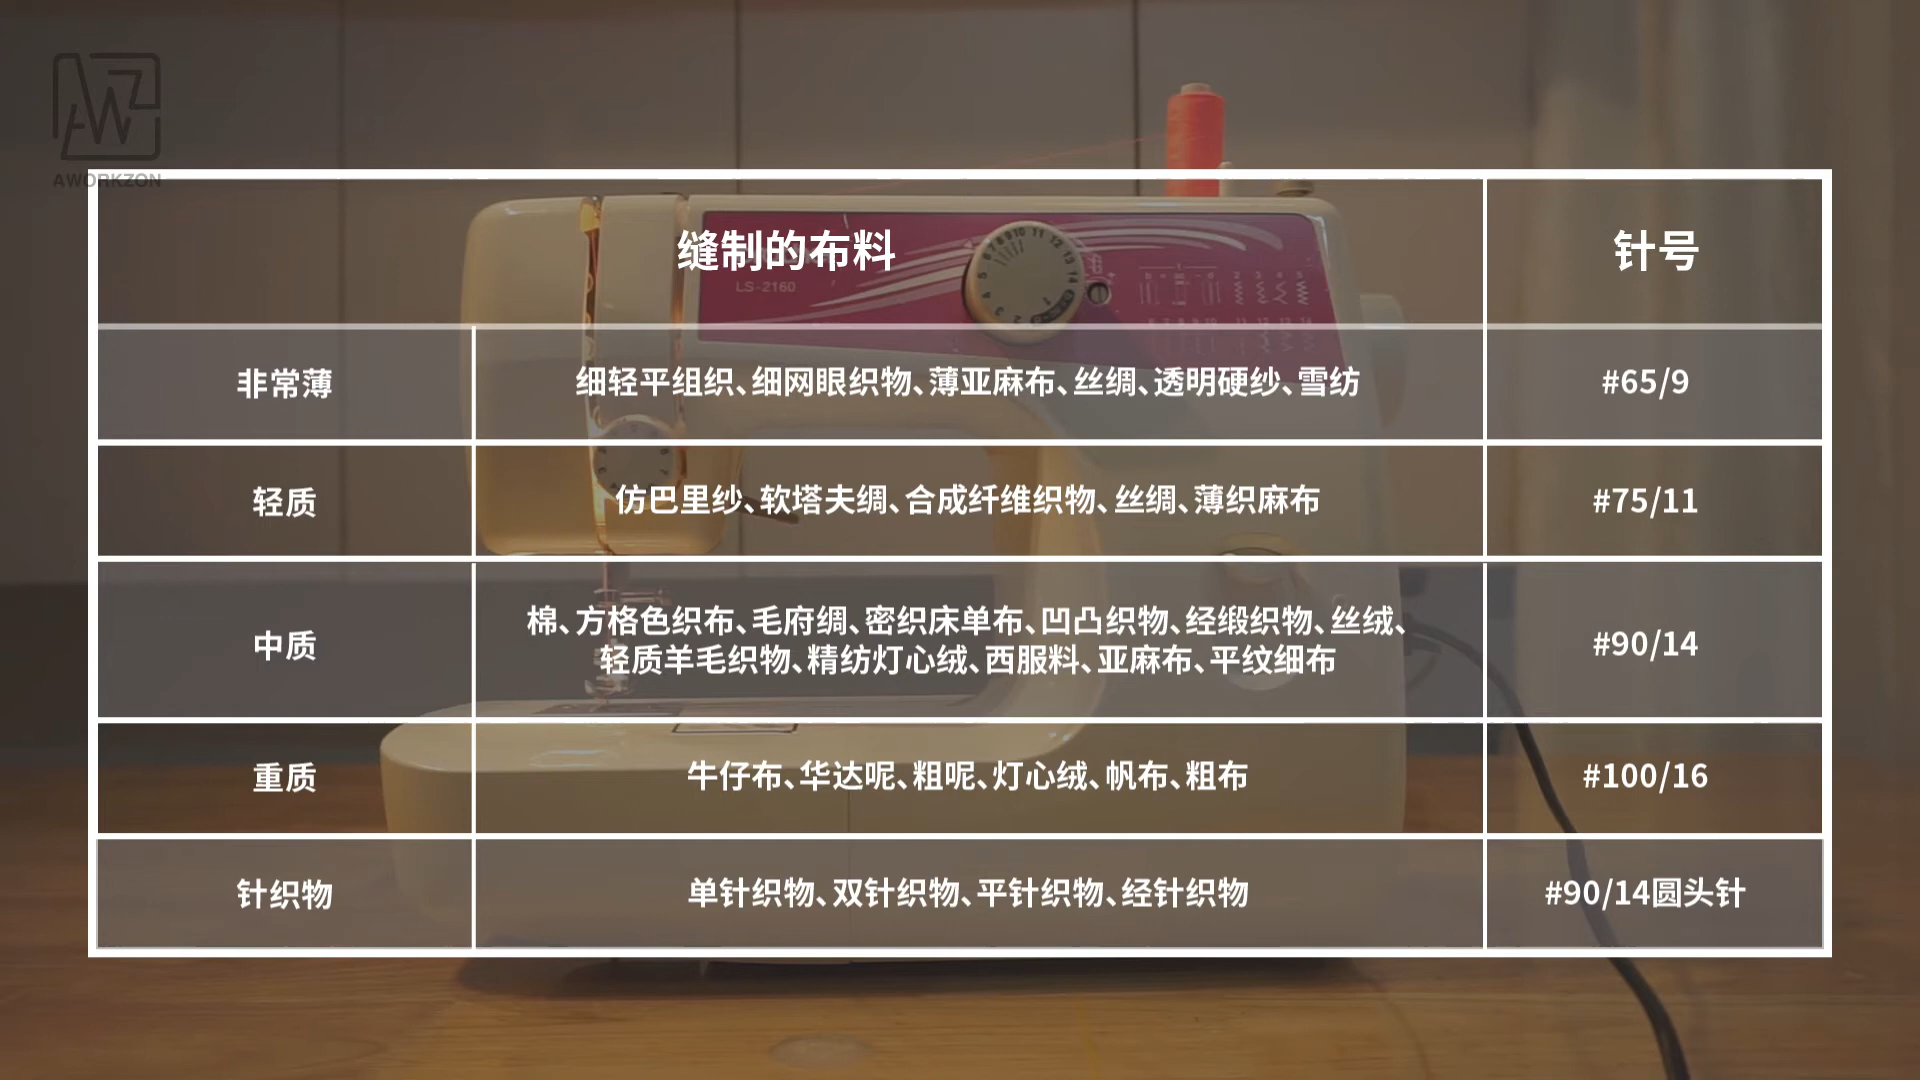 AWORKZON
缝制的布料 针号
LS-2160
非常薄 细轻平组织、细网眼织物、薄亚麻布、丝绸、透明硬纱、雪纺 #65/9
轻质 仿巴里纱、软塔夫绸、合成纤维织物、丝绸、薄织麻布 #75/11
棉、方格色织布、毛府绸、密织床单布、凹凸织物、经缎织物、丝绒、
中质 #90/14
轻质羊毛织物、精纺灯心绒、西服料、亚麻布、平纹细布
重质 牛仔布、华达呢、粗呢、灯心绒、帆布、粗布 #100/16
针织物 单针织物、双针织物、平针织物、经针织物 #90/14圆头针